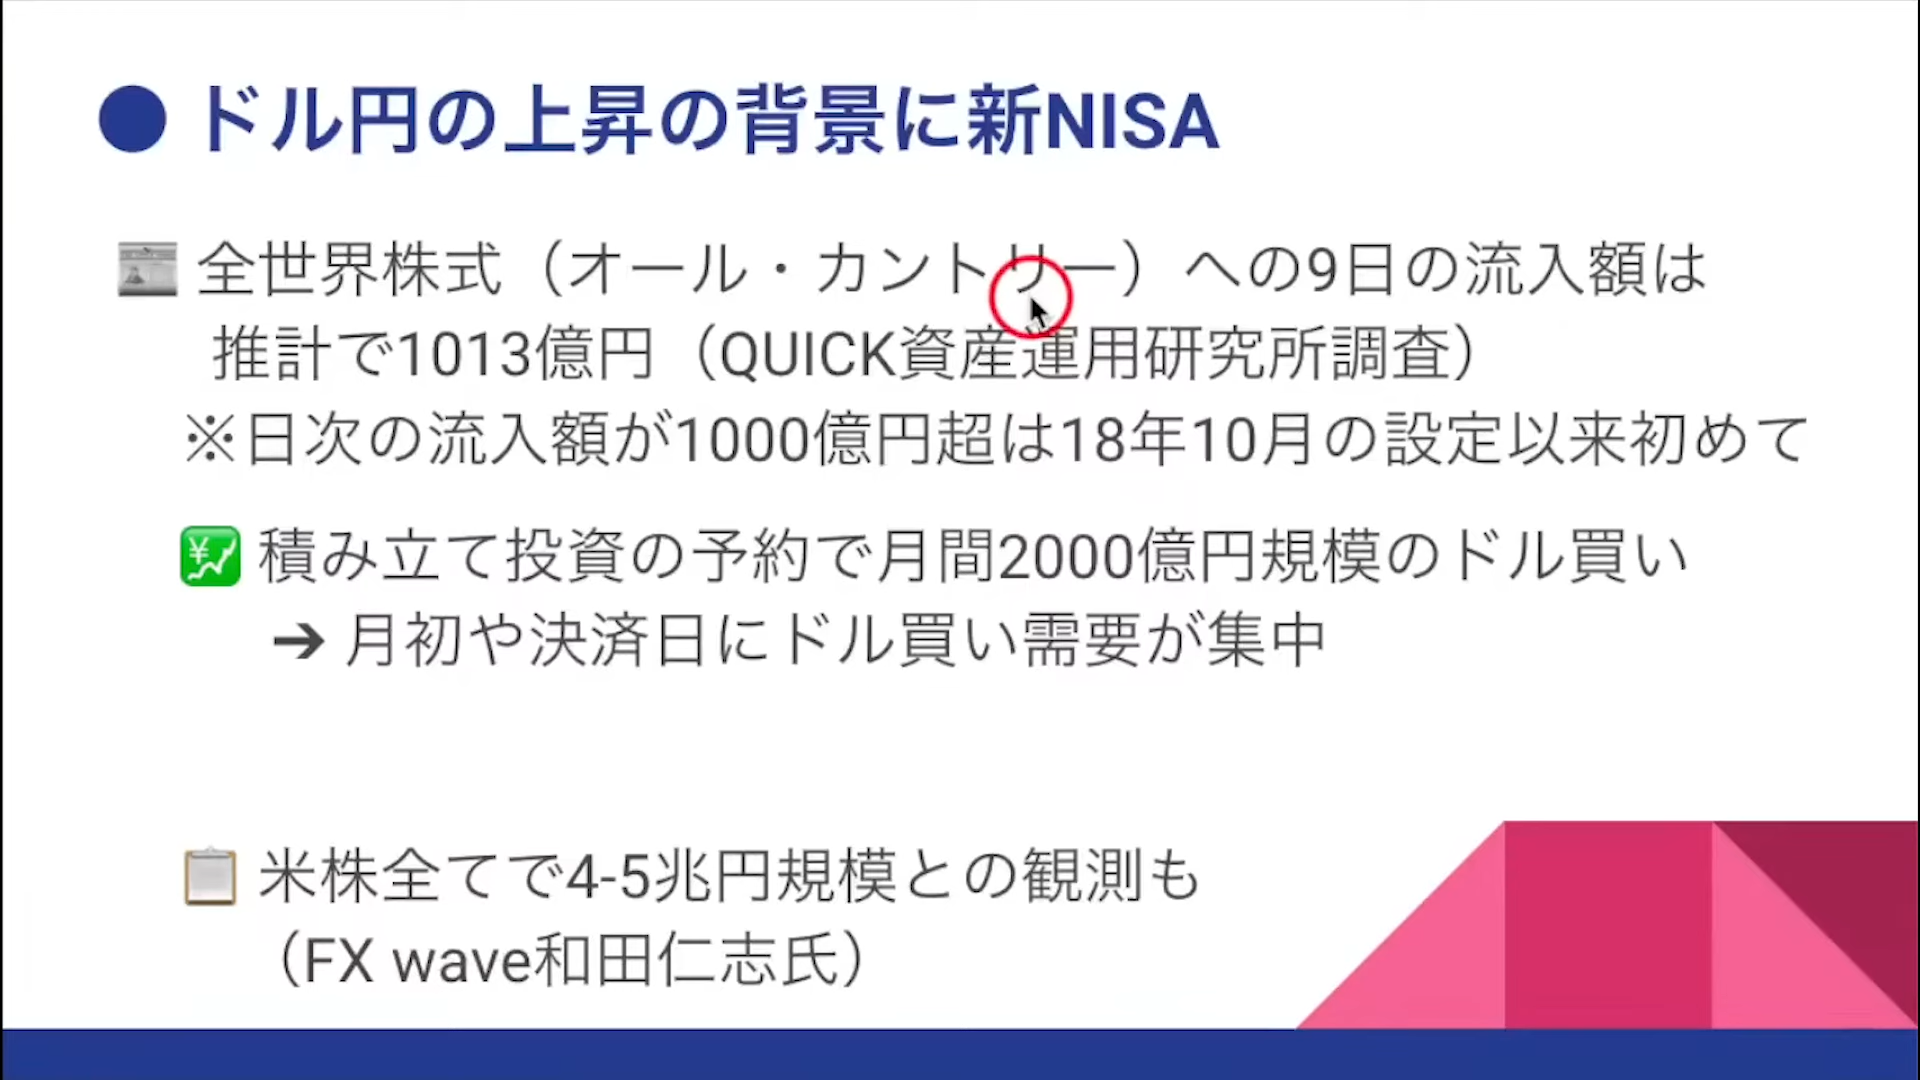 ● ドル円の上昇の背景に新NISA
全世界株式（オール・カントリー）への9日の流入額は
推計で1013億円（QUICK資産運用研究所調査）
※日次の流入額が1000億円超は18年10月の設定以来初めて
積み立て投資の予約で月間2000億円規模のドル買い
➔ 月初や決済日にドル買い需要が集中
米株全てで4-5兆円規模との観測も
（FX wave和田仁志氏）